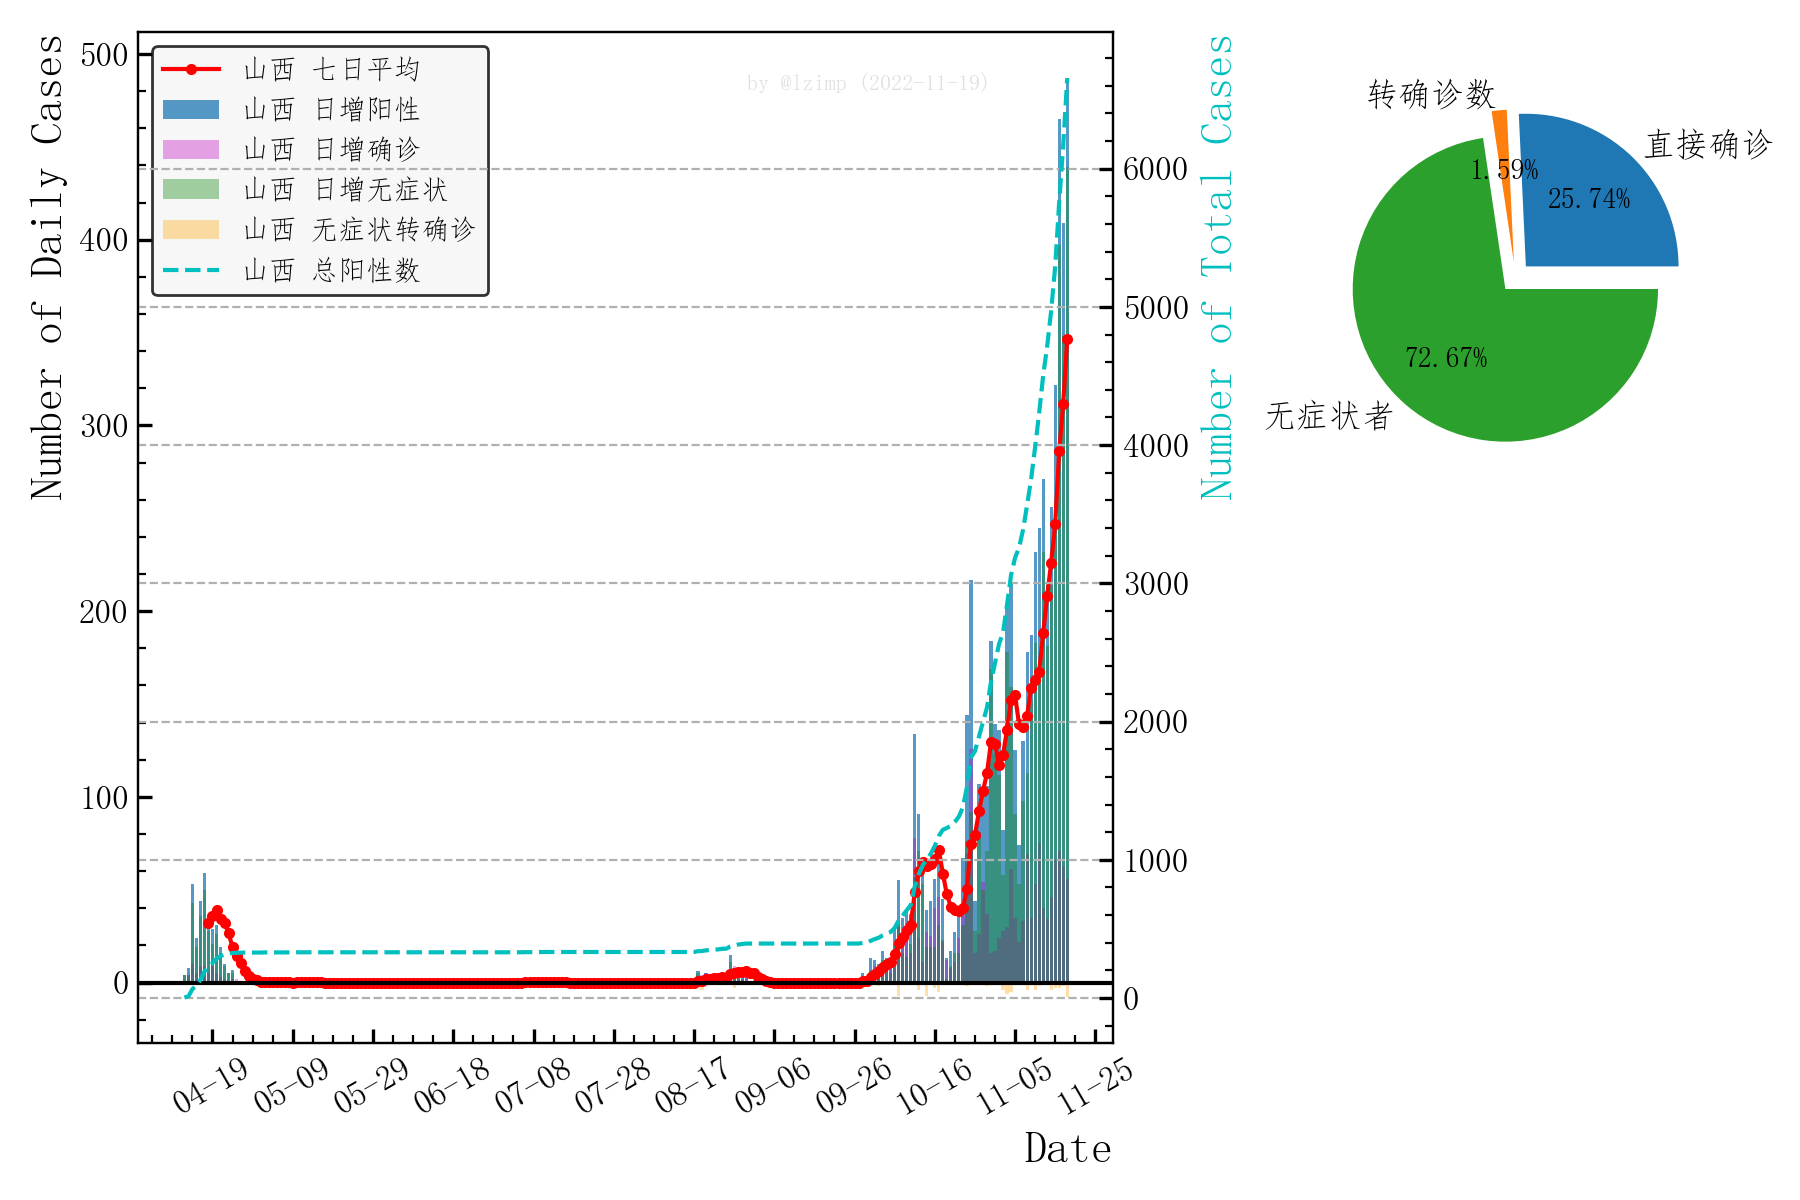 Number of Daily Cases
500
400
300
200
100
0
山西 七日平均
山西 日增阳性
山西 日增确诊
山西 日增无症状
山西 无症状转确诊
山西 总阳性数
by @lzimp (2022-11-19)
6000
5000
4000
3000
2000
1000
0
Number of Total Cases
04-19
05-09
05-29
06-18
07-08
07-28
08-17
09-06
09-26
10-16
11-05
11-25
Date
转确诊数
直接确诊
1.59%
25.74%
72.67%
无症状者